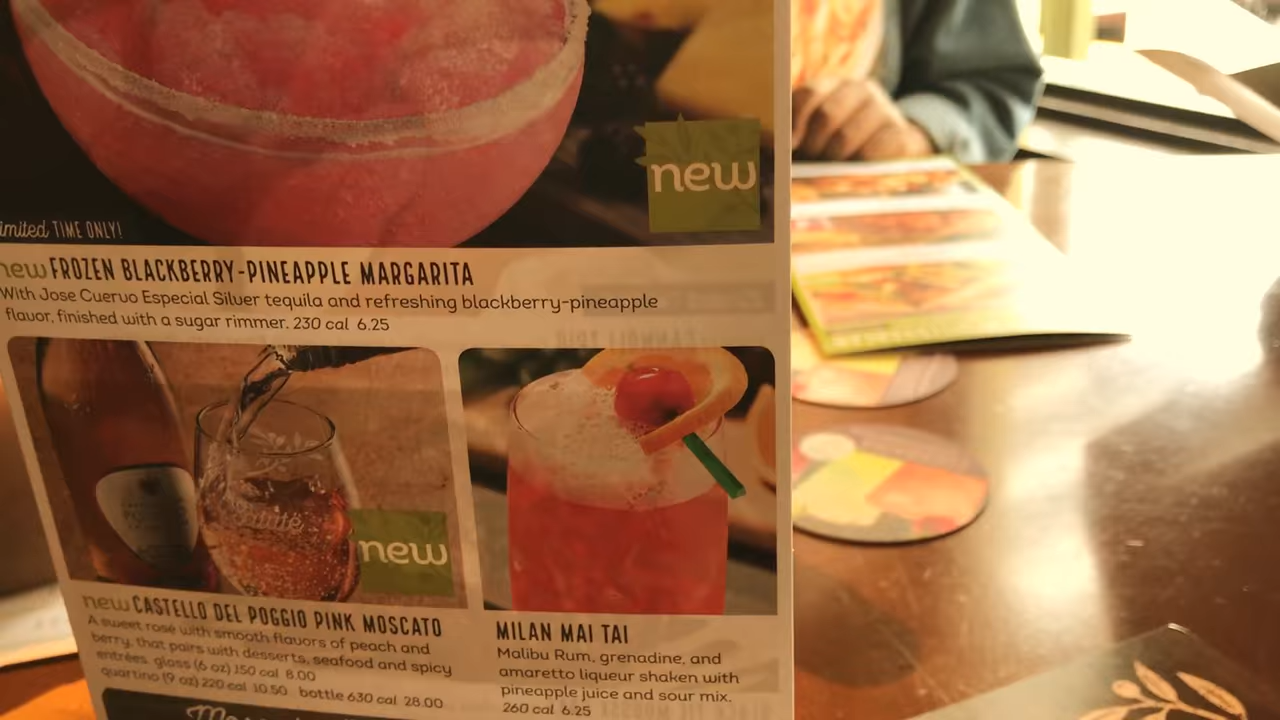 new
limited TIME ONLY!
new FROZEN BLACKBERRY-PINEAPPLE MARGARITA
With Jose Cuervo Especial Silver tequila and refreshing blackberry-pineapple
flavor, finished with a sugar rimmer. 230 cal 6.25
new
new CASTELLO DEL POGGIO PINK MOSCATO
A sweet rosé with smooth flavors of peach and
berry, that pairs with desserts, seafood and spicy
entrées. glass (6 oz) 150 cal 8.00
quartino (9 oz) 220 cal 10.50 bottle 630 cal 28.00
MILAN MAI TAI
Malibu Rum, grenadine, and
amaretto liqueur shaken with
pineapple juice and sour mix.
260 cal 6.25